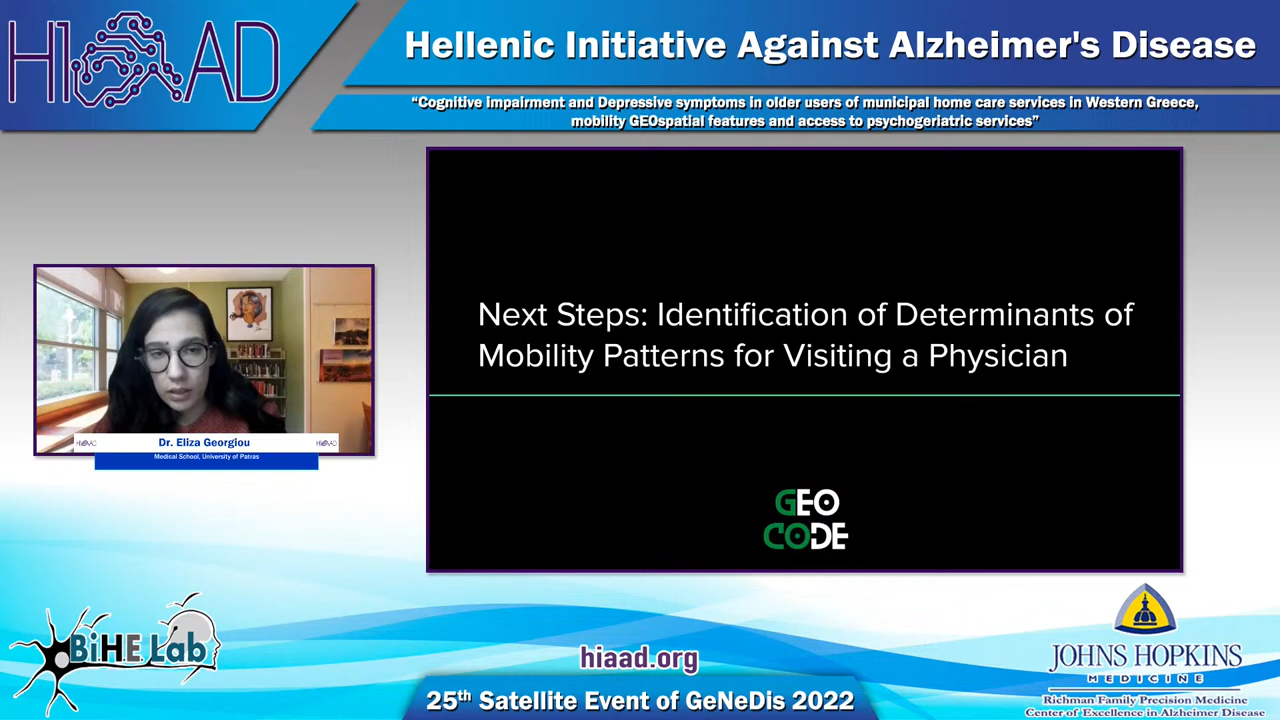 HIAAD
Hellenic Initiative Against Alzheimer's Disease
“Cognitive impairment and Depressive symptoms in older users of municipal home care services in Western Greece,
mobility GEOspatial features and access to psychogeriatric services”
Next Steps: Identification of Determinants of
Mobility Patterns for Visiting a Physician
GEO
CODE
HIAAD
Dr. Eliza Georgiou
HIAAD
Medical School, University of Patras
BiHE Lab
hiaad.org
25th Satellite Event of GeNeDis 2022
JOHNS HOPKINS
MEDICINE
Richman Family Precision Medicine
Center of Excellence in Alzheimer Disease